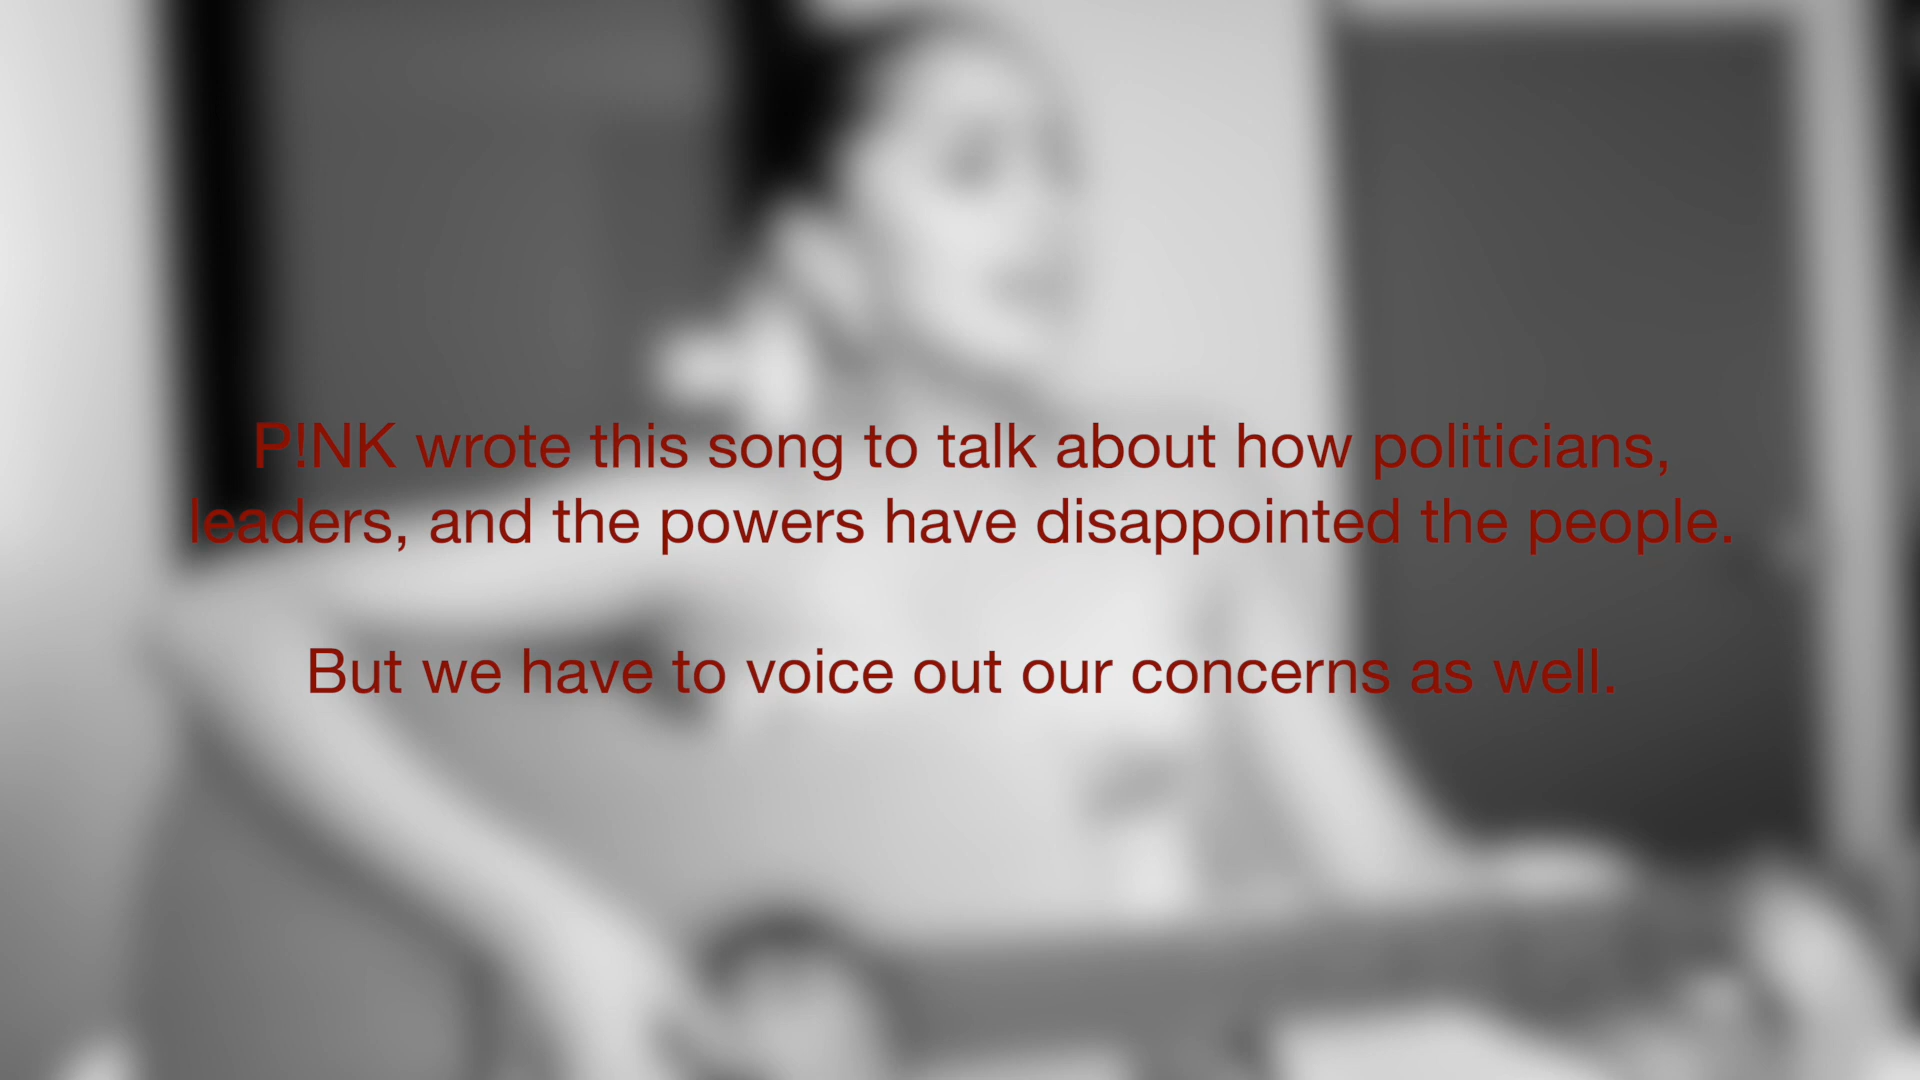 P!NK wrote this song to talk about how politicians,
leaders, and the powers have disappointed the people.
But we have to voice out our concerns as well.